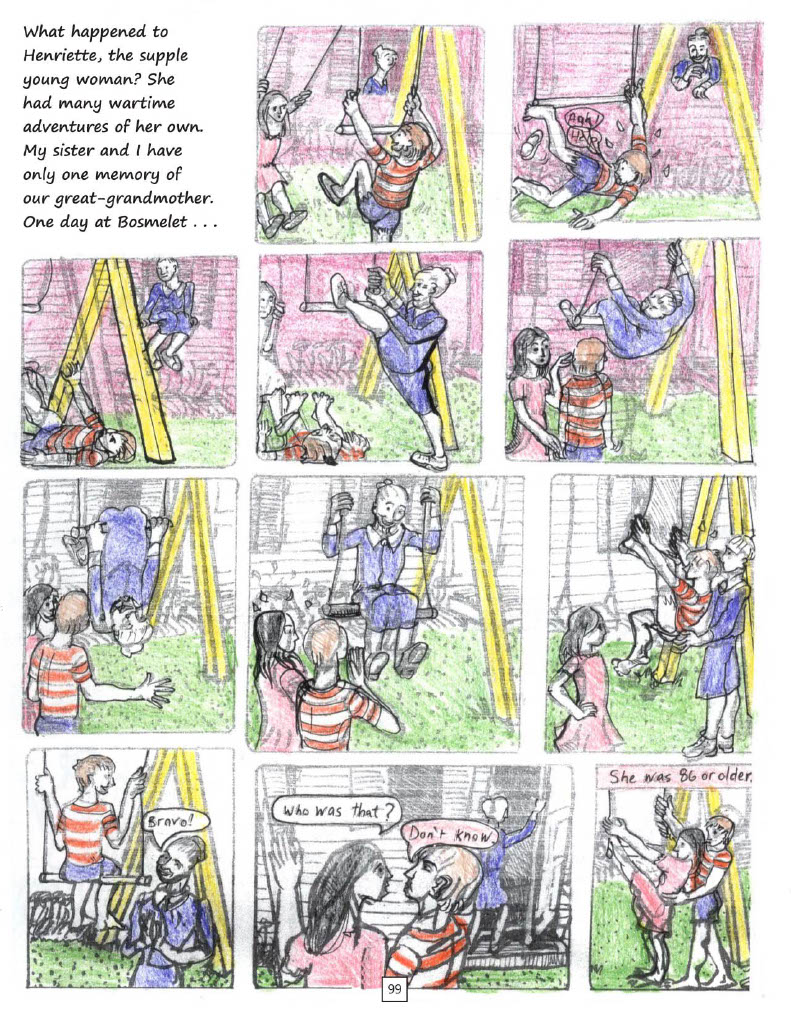 What happened to
Henriette, the supple
young woman? She
had many wartime
adventures of her own.
My sister and I have
only one memory of
our great-grandmother.
One day at Bosmelet . . .
Bravo!
Who was that?
Don't know.
She was 86 or older.
99